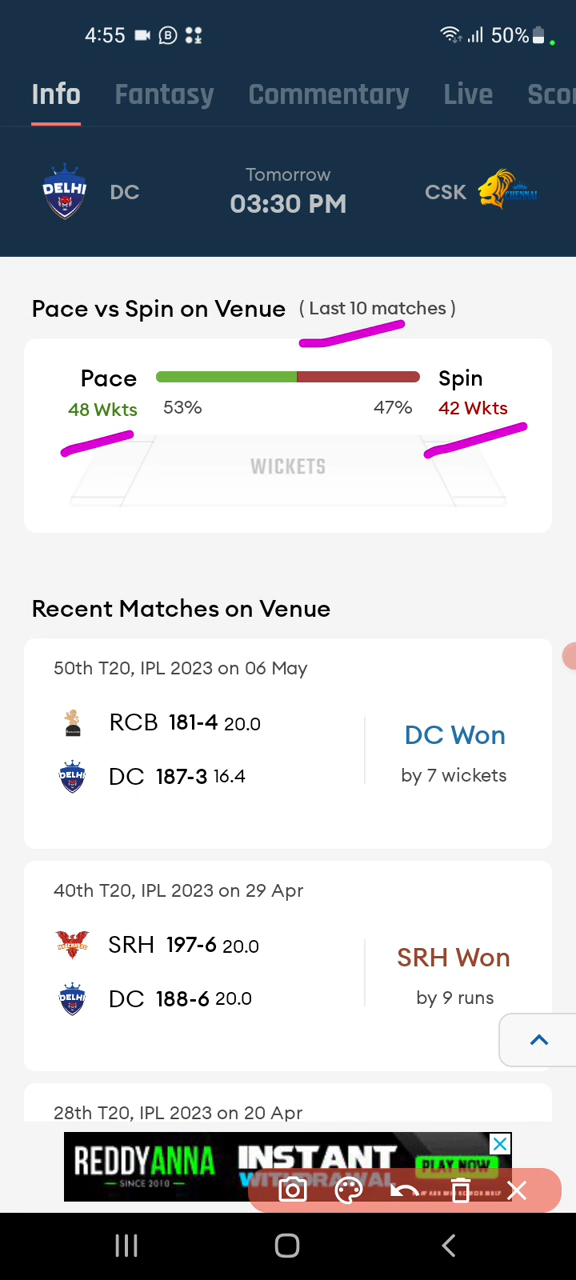 4:55
B
50%
Info Fantasy Commentary Live Scor
DELHI DC Tomorrow CSK CHENNAI
03:30 PM
Pace vs Spin on Venue ( Last 10 matches )
Pace Spin
48 Wkts 53% 47% 42 Wkts
WICKETS
Recent Matches on Venue
50th T20, IPL 2023 on 06 May
RCB 181-4 20.0
DELHI DC 187-3 16.4
DC Won
by 7 wickets
40th T20, IPL 2023 on 29 Apr
SRH 197-6 20.0
DELHI DC 188-6 20.0
SRH Won
by 9 runs
28th T20, IPL 2023 on 20 Apr
REDDYANNA INSTANT
SINCE 2010 WITHDRAWAL PLAY NOW